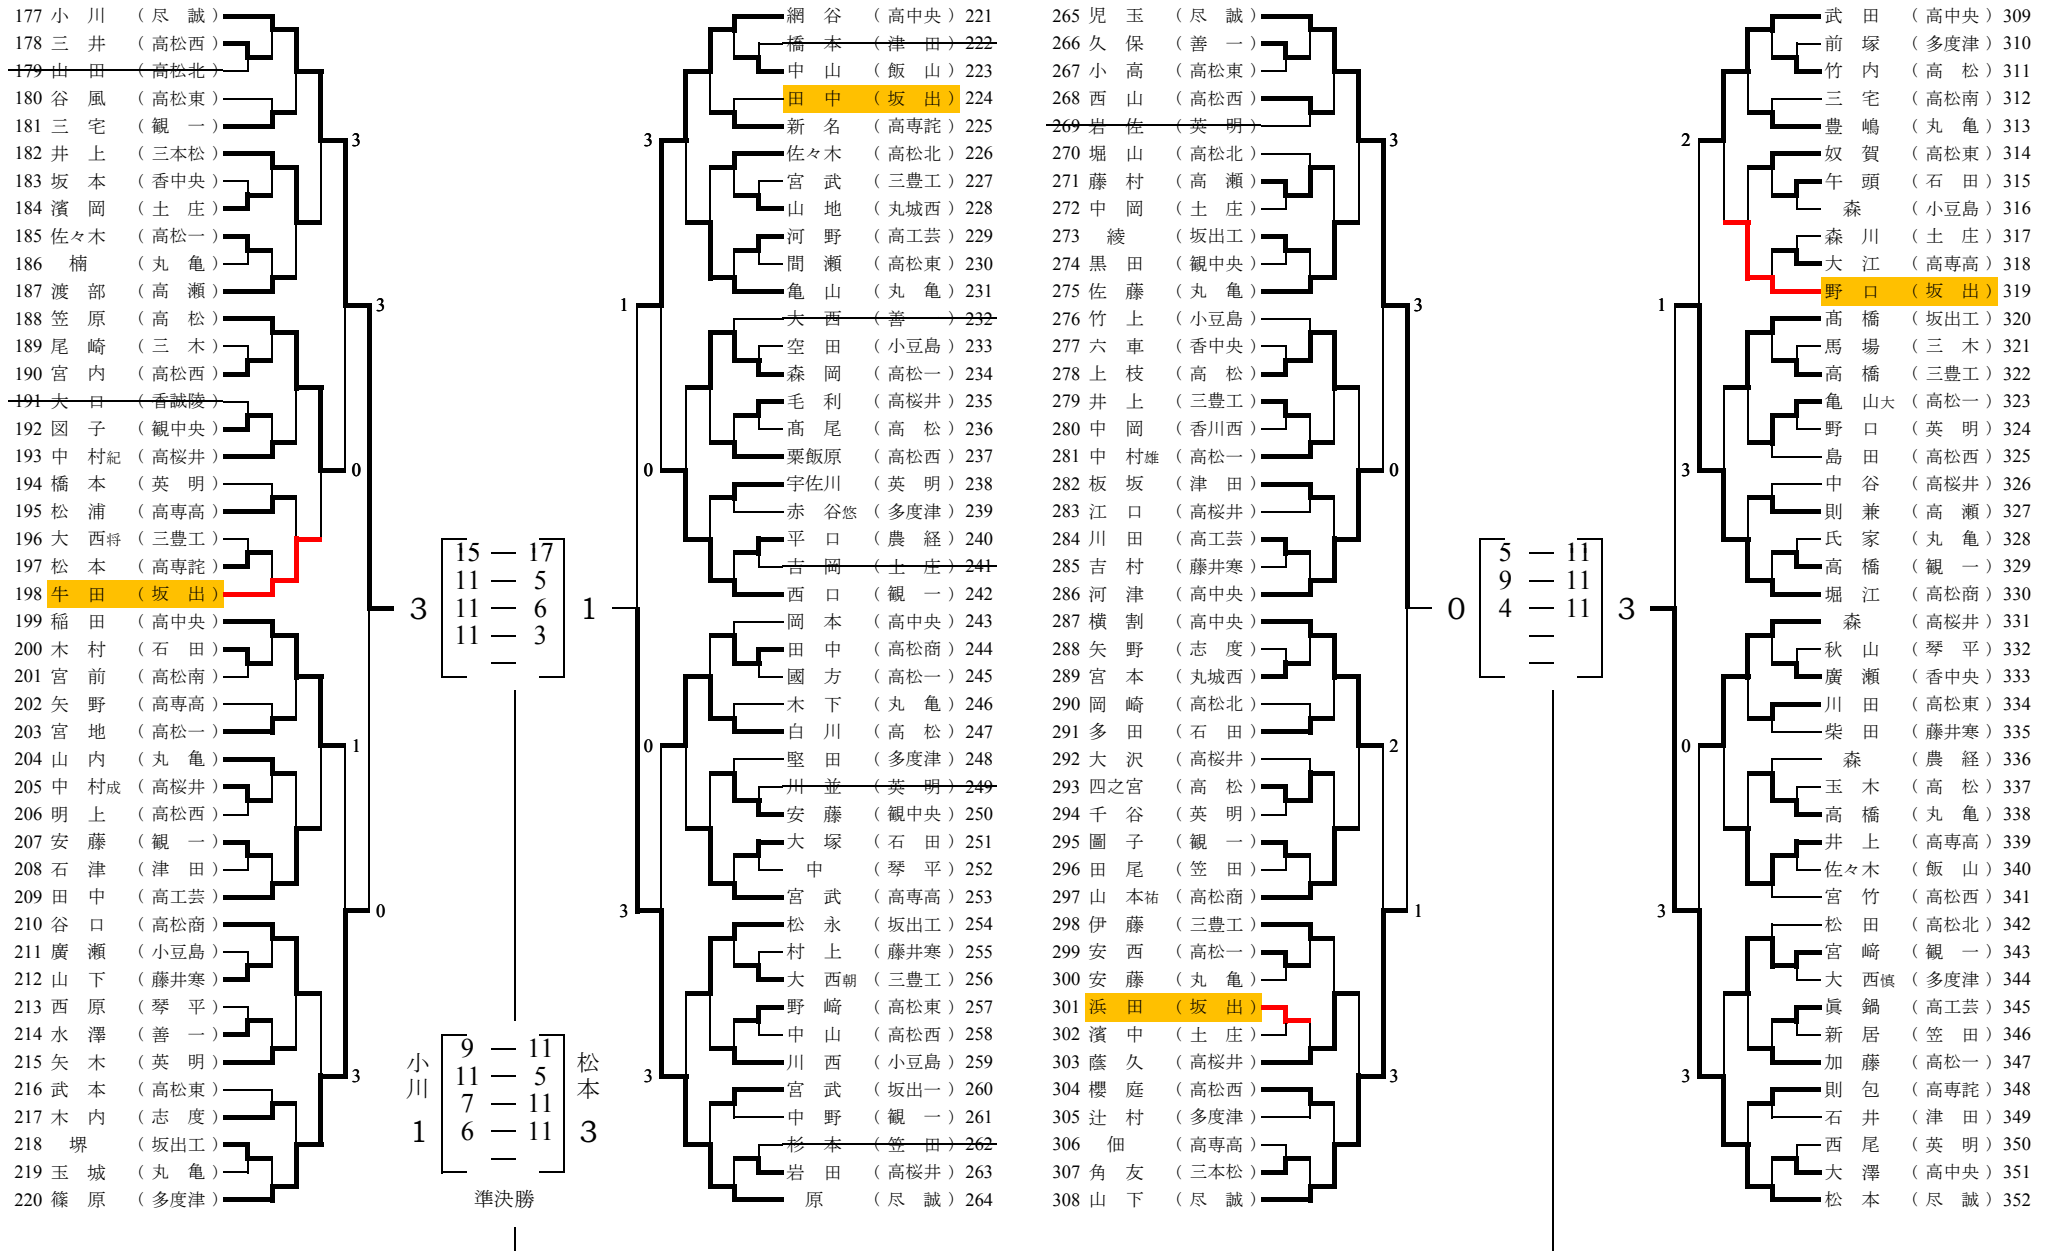 177 小 川 （ 尽 誠 ）
178 三 井 （ 高松西 ）
179 山 田 （ 高松北 ）
180 谷 風 （ 高松東 ）
181 三 宅 （ 観 一 ）
182 井 上 （ 三本松 ）
183 坂 本 （ 香中央 ）
184 濱 岡 （ 土 庄 ）
185 佐々木 （ 高松一 ）
186 楠 （ 丸 亀 ）
187 渡 部 （ 高 瀬 ）
188 笠 原 （ 高 松 ）
189 尾 崎 （ 三 木 ）
190 宮 内 （ 高松西 ）
191 大 口 （ 香誠陵 ）
192 図 子 （ 観中央 ）
193 中 村紀 （ 高桜井 ）
194 橋 本 （ 英 明 ）
195 松 浦 （ 高専高 ）
196 大 西将 （ 三豊工 ）
197 松 本 （ 高専詫 ）
198 牛 田 （ 坂 出 ）
199 稲 田 （ 高中央 ）
200 木 村 （ 石 田 ）
201 宮 前 （ 高松南 ）
202 矢 野 （ 高専高 ）
203 宮 地 （ 高松一 ）
204 山 内 （ 丸 亀 ）
205 中 村成 （ 高桜井 ）
206 明 上 （ 高松西 ）
207 安 藤 （ 観 一 ）
208 石 津 （ 津 田 ）
209 田 中 （ 高工芸 ）
210 谷 口 （ 高松商 ）
211 廣 瀬 （ 小豆島 ）
212 山 下 （ 藤井寒 ）
213 西 原 （ 琴 平 ）
214 水 澤 （ 善 一 ）
215 矢 木 （ 英 明 ）
216 武 本 （ 高松東 ）
217 木 内 （ 志 度 ）
218 堺 （ 坂出工 ）
219 玉 城 （ 丸 亀 ）
220 篠 原 （ 多度津 ）
3
3
0
1
0
3
3
15 — 17
11 — 5
11 — 6
11 — 3
—
1
小川
1
9 — 11
11 — 5
7 — 11
6 — 11
—
松本
3
準決勝
3
1
0
0
3
3
網 谷 （ 高中央 ） 221
橋 本 （ 津 田 ） 222
中 山 （ 飯 山 ） 223
田 中 （ 坂 出 ） 224
新 名 （ 高専詫 ） 225
佐々木 （ 高松北 ） 226
宮 武 （ 三豊工 ） 227
山 地 （ 丸城西 ） 228
河 野 （ 高工芸 ） 229
間 瀬 （ 高松東 ） 230
亀 山 （ 丸 亀 ） 231
大 西 （ 善 ） 232
空 田 （ 小豆島 ） 233
森 岡 （ 高松一 ） 234
毛 利 （ 高桜井 ） 235
髙 尾 （ 高 松 ） 236
粟飯原 （ 高松西 ） 237
宇佐川 （ 英 明 ） 238
赤 谷悠 （ 多度津 ） 239
平 口 （ 農 経 ） 240
吉 岡 （ 土 庄 ） 241
西 口 （ 観 一 ） 242
岡 本 （ 高中央 ） 243
田 中 （ 高松商 ） 244
國 方 （ 高松一 ） 245
木 下 （ 丸 亀 ） 246
白 川 （ 高 松 ） 247
堅 田 （ 多度津 ） 248
川 並 （ 英 明 ） 249
安 藤 （ 観中央 ） 250
大 塚 （ 石 田 ） 251
中 （ 琴 平 ） 252
宮 武 （ 高専高 ） 253
松 永 （ 坂出工 ） 254
村 上 （ 藤井寒 ） 255
大 西朝 （ 三豊工 ） 256
野 﨑 （ 高松東 ） 257
中 山 （ 高松西 ） 258
川 西 （ 小豆島 ） 259
宮 武 （ 坂出一 ） 260
中 野 （ 観 一 ） 261
杉 本 （ 笠 田 ） 262
岩 田 （ 高桜井 ） 263
原 （ 尽 誠 ） 264
265 児 玉 （ 尽 誠 ）
266 久 保 （ 善 一 ）
267 小 高 （ 高松東 ）
268 西 山 （ 高松西 ）
269 岩 佐 （ 英 明 ）
270 堀 山 （ 高松北 ）
271 藤 村 （ 高 瀬 ）
272 中 岡 （ 土 庄 ）
273 綾 （ 坂出工 ）
274 黒 田 （ 観中央 ）
275 佐 藤 （ 丸 亀 ）
276 竹 上 （ 小豆島 ）
277 六 車 （ 香中央 ）
278 上 枝 （ 高 松 ）
279 井 上 （ 三豊工 ）
280 中 岡 （ 香川西 ）
281 中 村雄 （ 高松一 ）
282 板 坂 （ 津 田 ）
283 江 口 （ 高桜井 ）
284 川 田 （ 高工芸 ）
285 吉 村 （ 藤井寒 ）
286 河 津 （ 高中央 ）
287 横 割 （ 高中央 ）
288 矢 野 （ 志 度 ）
289 宮 本 （ 丸城西 ）
290 岡 崎 （ 高松北 ）
291 多 田 （ 石 田 ）
292 大 沢 （ 高桜井 ）
293 四之宮 （ 高 松 ）
294 千 谷 （ 英 明 ）
295 圖 子 （ 観 一 ）
296 田 尾 （ 笠 田 ）
297 山 本祐 （ 高松商 ）
298 伊 藤 （ 三豊工 ）
299 安 西 （ 高松一 ）
300 安 藤 （ 丸 亀 ）
301 浜 田 （ 坂 出 ）
302 濱 中 （ 土 庄 ）
303 蔭 久 （ 高桜井 ）
304 櫻 庭 （ 高松西 ）
305 辻 村 （ 多度津 ）
306 佃 （ 高専高 ）
307 角 友 （ 三本松 ）
308 山 下 （ 尽 誠 ）
3
3
0
2
1
3
0
5 — 11
9 — 11
4 — 11
—
—
3
2
1
3
0
3
3
武 田 （ 高中央 ） 309
前 塚 （ 多度津 ） 310
竹 内 （ 高 松 ） 311
三 宅 （ 高松南 ） 312
豊 嶋 （ 丸 亀 ） 313
奴 賀 （ 高松東 ） 314
午 頭 （ 石 田 ） 315
森 （ 小豆島 ） 316
森 川 （ 土 庄 ） 317
大 江 （ 高専高 ） 318
野 口 （ 坂 出 ） 319
髙 橋 （ 坂出工 ） 320
馬 場 （ 三 木 ） 321
高 橋 （ 三豊工 ） 322
亀 山大 （ 高松一 ） 323
野 口 （ 英 明 ） 324
島 田 （ 高松西 ） 325
中 谷 （ 高桜井 ） 326
則 兼 （ 高 瀬 ） 327
氏 家 （ 丸 亀 ） 328
高 橋 （ 観 一 ） 329
堀 江 （ 高松商 ） 330
森 （ 高桜井 ） 331
秋 山 （ 琴 平 ） 332
廣 瀬 （ 香中央 ） 333
川 田 （ 高松東 ） 334
柴 田 （ 藤井寒 ） 335
森 （ 農 経 ） 336
玉 木 （ 高 松 ） 337
高 橋 （ 丸 亀 ） 338
井 上 （ 高専高 ） 339
佐々木 （ 飯 山 ） 340
宮 竹 （ 高松西 ） 341
松 田 （ 高松北 ） 342
宮 﨑 （ 観 一 ） 343
大 西慎 （ 多度津 ） 344
眞 鍋 （ 高工芸 ） 345
新 居 （ 笠 田 ） 346
加 藤 （ 高松一 ） 347
則 包 （ 高専詫 ） 348
石 井 （ 津 田 ） 349
西 尾 （ 英 明 ） 350
大 澤 （ 高中央 ） 351
松 本 （ 尽 誠 ） 352